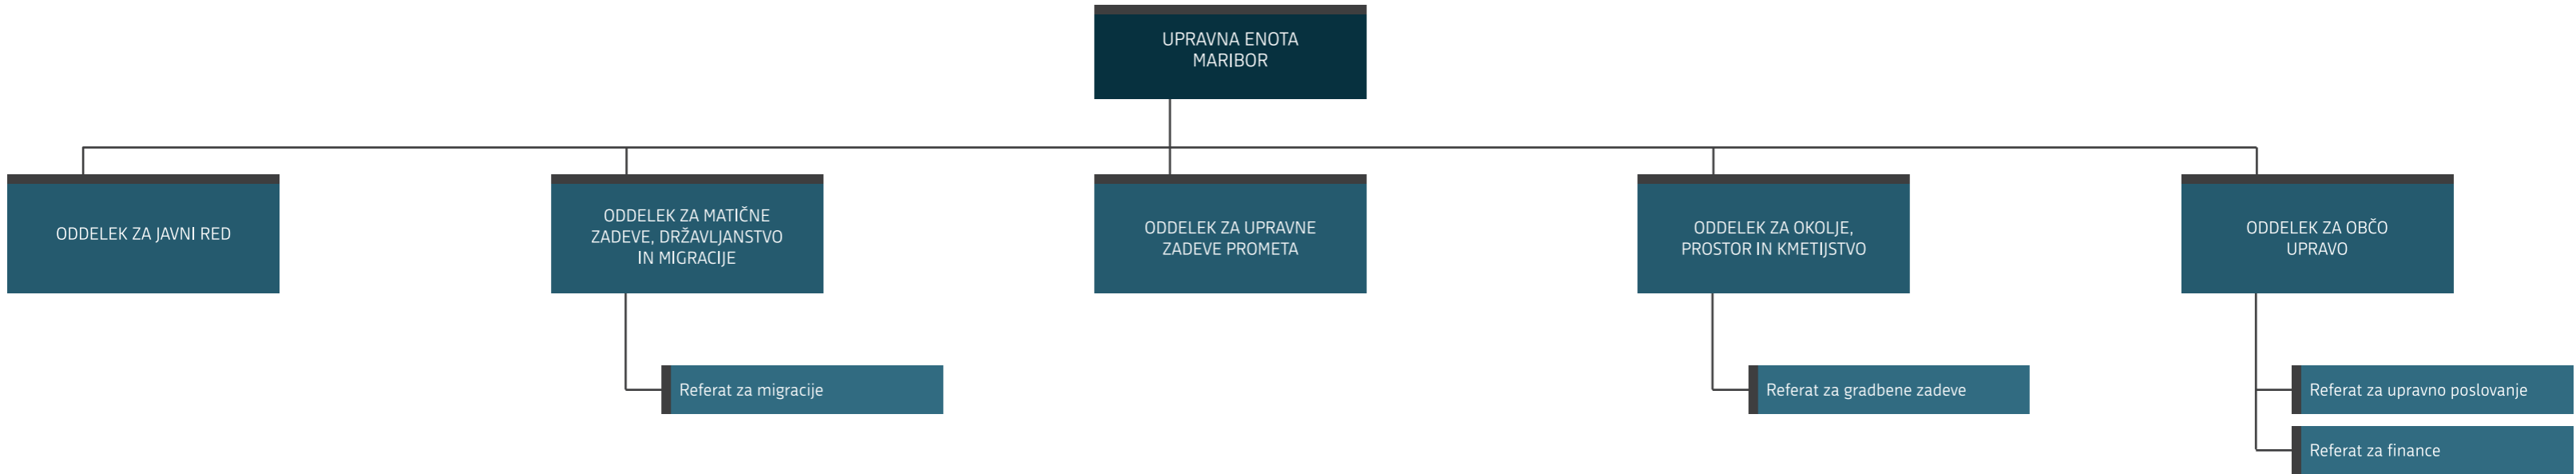 UPRAVNA ENOTA
MARIBOR
ODDELEK ZA JAVNI RED
ODDELEK ZA MATIČNE
ZADEVE, DRŽAVLJANSTVO
IN MIGRACIJE
ODDELEK ZA UPRAVNE
ZADEVE PROMETA
ODDELEK ZA OKOLJE,
PROSTOR IN KMETIJSTVO
ODDELEK ZA OBČO
UPRAVO
Referat za migracije
Referat za gradbene zadeve
Referat za upravno poslovanje
Referat za finance